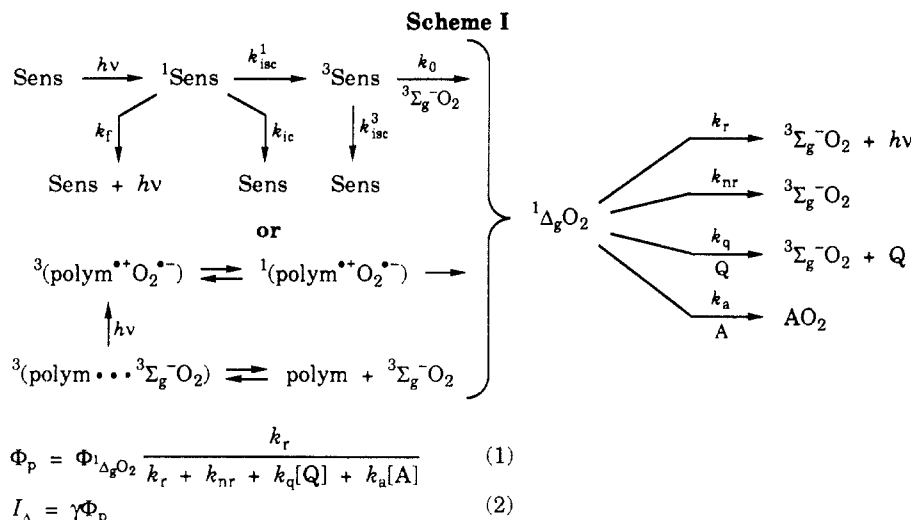 Scheme I
Sens hν ¹Sens k¹isc ³Sens k₀ ³Σg⁻O₂
kf kic k³isc
Sens + hν Sens Sens
or
³(polym•⁺O₂•⁻) ⇌ ¹(polym•⁺O₂•⁻) →
hν
³(polym • • • ³Σg⁻O₂) ⇌ polym + ³Σg⁻O₂
¹ΔgO₂
kr ³Σg⁻O₂ + hν
knr ³Σg⁻O₂
kq Q ³Σg⁻O₂ + Q
ka A AO₂
Φp = Φ¹ΔgO₂ kr / kr + knr + kq[Q] + ka[A] (1)
IΔ = γΦp (2)